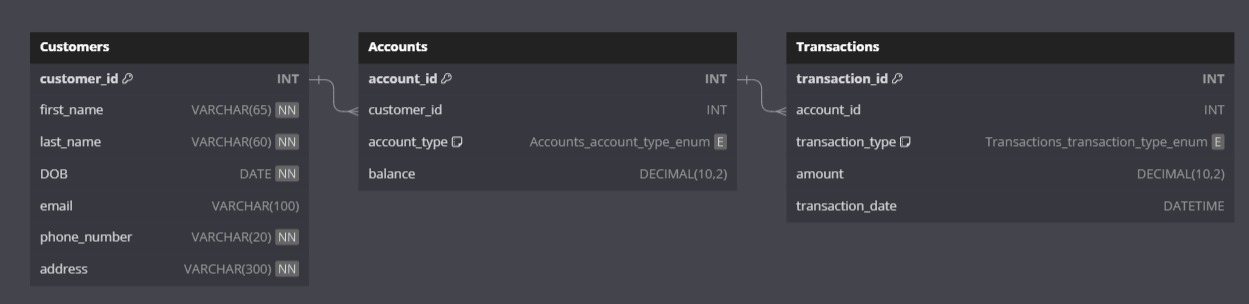 Customers
customer_id INT
first_name VARCHAR(65) NN
last_name VARCHAR(60) NN
DOB DATE NN
email VARCHAR(100)
phone_number VARCHAR(20) NN
address VARCHAR(300) NN
Accounts
account_id INT
customer_id INT
account_type Accounts_account_type_enum E
balance DECIMAL(10,2)
Transactions
transaction_id INT
account_id INT
transaction_type Transactions_transaction_type_enum E
amount DECIMAL(10,2)
transaction_date DATETIME